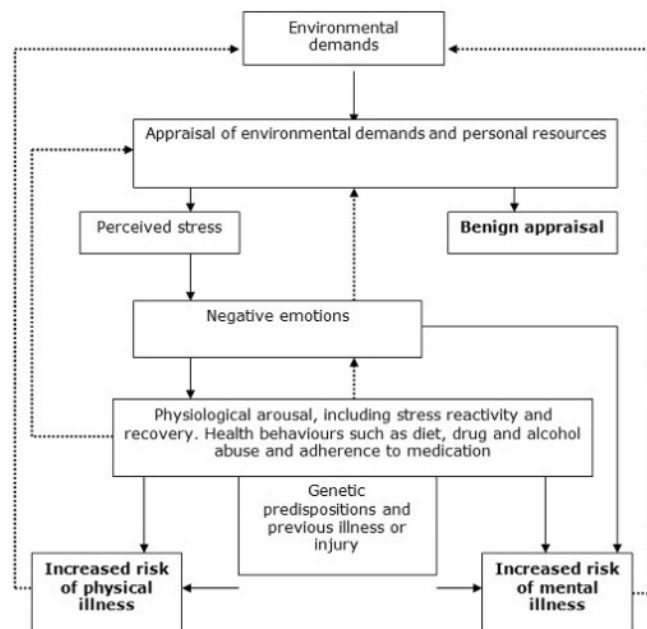 Environmental
demands
Appraisal of environmental demands and personal resources
Perceived stress
Benign appraisal
Negative emotions
Physiological arousal, including stress reactivity and
recovery. Health behaviours such as diet, drug and alcohol
abuse and adherence to medication
Genetic
predispositions and
previous illness or
injury
Increased risk
of physical
illness
Increased risk
of mental
illness